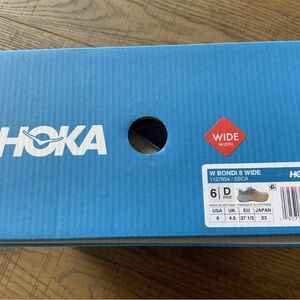 HOKA
WIDE
WIDTH
W BONDI 8 WIDE
1127954 / SSCA
6 D
WIDE
USA UK EU JAPAN
6 4.5 37 1/3 23